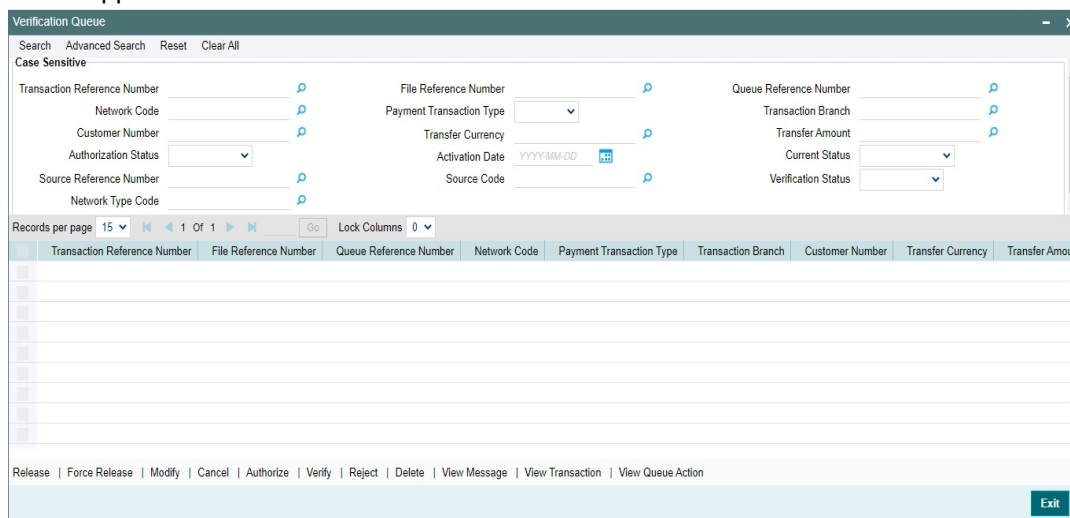 Verification Queue
Search Advanced Search Reset Clear All
Case Sensitive
Transaction Reference Number File Reference Number Queue Reference Number
Network Code Payment Transaction Type Transaction Branch
Customer Number Transfer Currency Transfer Amount
Authorization Status Activation Date YYYY-MM-DD Current Status
Source Reference Number Source Code Verification Status
Network Type Code
Records per page 15 1 Of 1 Go Lock Columns 0
Transaction Reference Number File Reference Number Queue Reference Number Network Code Payment Transaction Type Transaction Branch Customer Number Transfer Currency Transfer Amou
Release | Force Release | Modify | Cancel | Authorize | Verify | Reject | Delete | View Message | View Transaction | View Queue Action
Exit